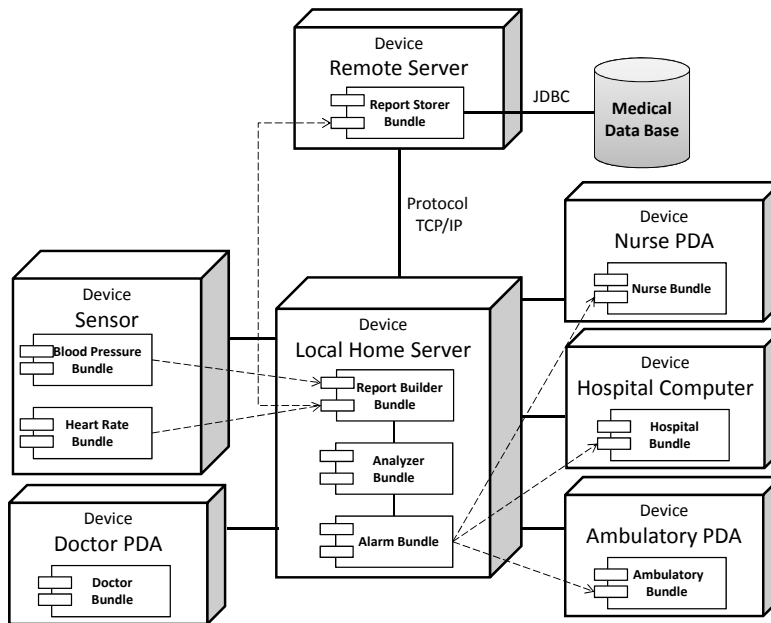 Device
Remote Server
Report Storer
Bundle
JDBC
Medical
Data Base
Protocol
TCP/IP
Device
Nurse PDA
Nurse Bundle
Device
Sensor
Blood Pressure
Bundle
Heart Rate
Bundle
Device
Local Home Server
Report Builder
Bundle
Analyzer
Bundle
Alarm Bundle
Device
Hospital Computer
Hospital
Bundle
Device
Doctor PDA
Doctor
Bundle
Device
Ambulatory PDA
Ambulatory
Bundle